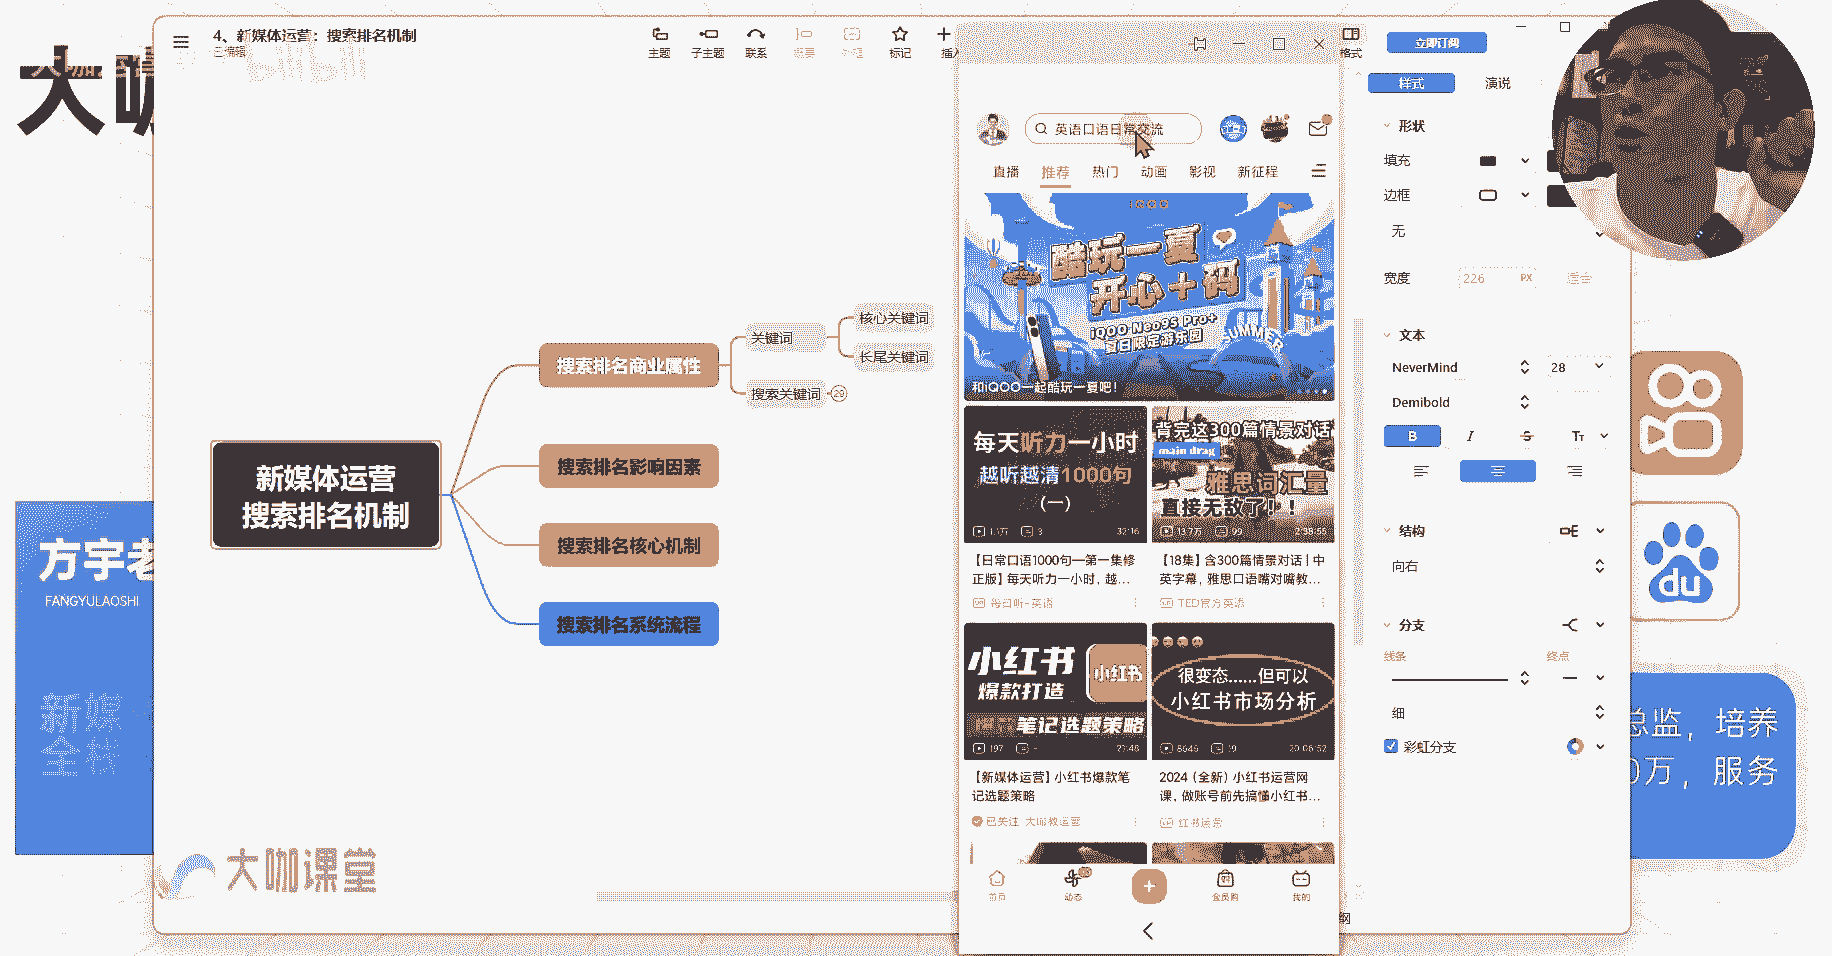 4、新媒体运营：搜索排名机制
已编辑
主题
子主题
联系
概要
外框
标记
格式
立即订阅
大咖
bilibili
样式
演说
形状
填充
边框
无
宽度
226
PX
适合
文本
NeverMind
28
Demibold
B
I
S
Tт
结构
向右
分支
线条
终点
细
彩虹分支
新媒体运营
搜索排名机制
搜索排名商业属性
搜索排名影响因素
搜索排名核心机制
搜索排名系统流程
关键词
核心关键词
长尾关键词
搜索关键词
29
英语口语日常交流
直播
推荐
热门
动画
影视
新征程
iQOO
酷玩一夏
开心+码
iQOO Neo9S Pro+
夏日限定游乐园
SUMMER
和iQOO一起酷玩一夏吧！
每天听力一小时
越听越清1000句
(一)
1.1万
3
32:16
【日常口语1000句—第一集修
正版】每天听力一小时，越...
每日听-英语
背完这300篇情景对话
main drag
雅思词汇量
直接无敌了！！
13.7万
99
2:38:55
【18集】含300篇情景对话 | 中
英字幕，雅思口语嘴对嘴教...
TED官方英语
小红书
爆款打造
小红书
爆款笔记选题策略
197
-
27:48
【新媒体运营】小红书爆款笔
记选题策略
已关注
大咖教运营
很变态......但可以
小红书市场分析
8646
19
20:06:52
2024（全新）小红书运营网
课，做账号前先搞懂小红书...
红书运营
首页
动态
会员购
我的
纲
方宇老
FANGYULAOSHI
新媒
全栈
大咖课堂
du
总监，培养
0万，服务